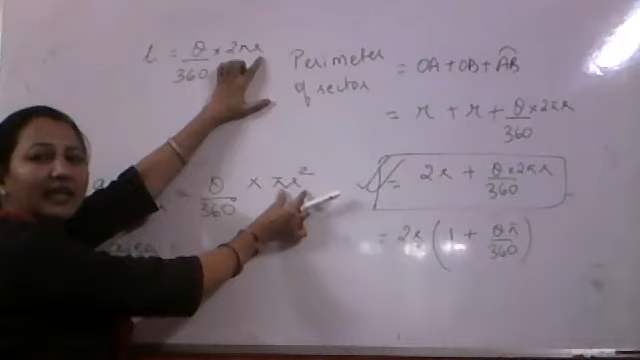 l = θ/360 × 2πr
Perimeter of sector = OA + OB + AB
= r + r + θ/360 × 2πr
= θ/360 × πr²
= 2r + θ × 2πr/360
= 2r (1 + θπ/360)